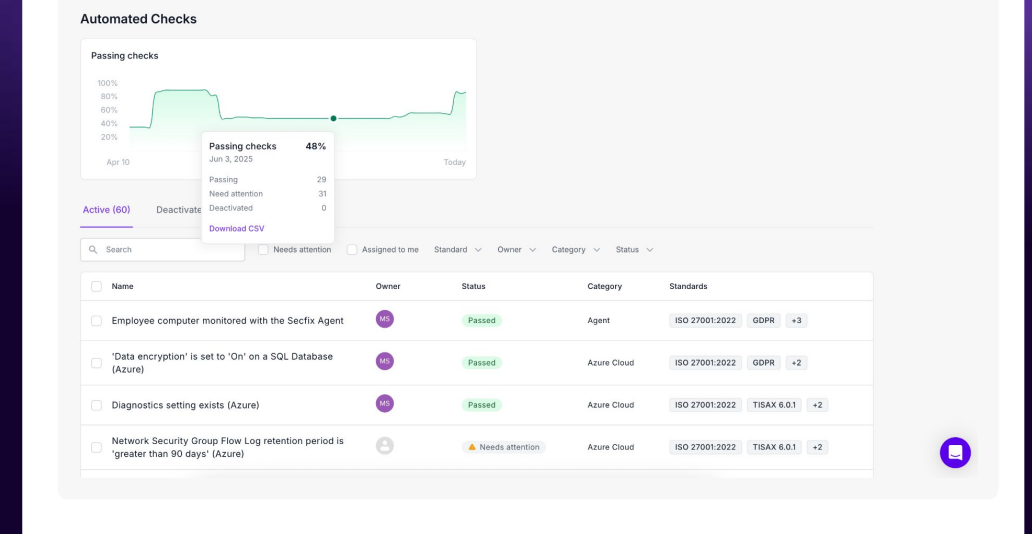 Automated Checks
Passing checks
100%
80%
60%
40%
20%
Apr 10
Today
Passing checks 48%
Jun 3, 2025
Passing 29
Need attention 31
Deactivated 0
Download CSV
Active (60) Deactivate
Search Needs attention Assigned to me Standard Owner Category Status
Name Owner Status Category Standards
Employee computer monitored with the Secfix Agent MS Passed Agent ISO 27001:2022 GDPR +3
'Data encryption' is set to 'On' on a SQL Database
(Azure) MS Passed Azure Cloud ISO 27001:2022 GDPR +2
Diagnostics setting exists (Azure) MS Passed Azure Cloud ISO 27001:2022 TISAX 6.0.1 +2
Network Security Group Flow Log retention period is
'greater than 90 days' (Azure) Needs attention Azure Cloud ISO 27001:2022 TISAX 6.0.1 +2